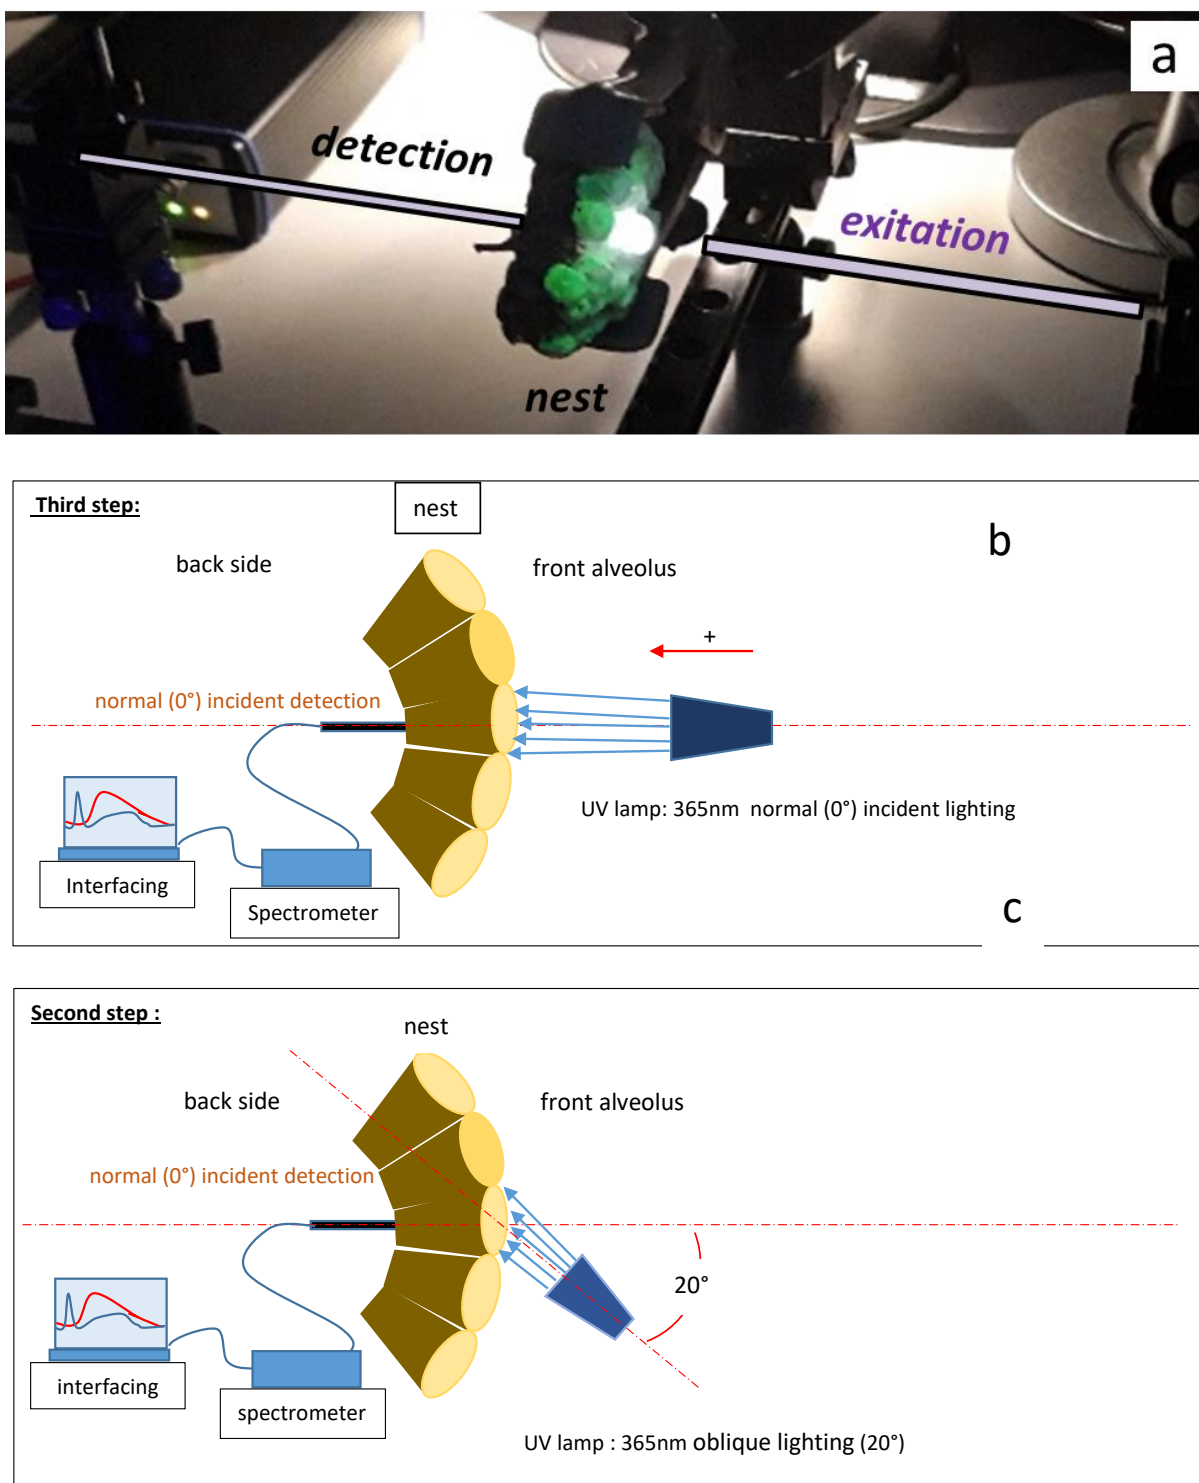 a
detection
exitation
nest
Third step:
nest
b
back side
front alveolus
+
normal (0°) incident detection
UV lamp: 365nm normal (0°) incident lighting
Interfacing
Spectrometer
c
Second step :
nest
back side
front alveolus
normal (0°) incident detection
20°
interfacing
spectrometer
UV lamp : 365nm oblique lighting (20°)